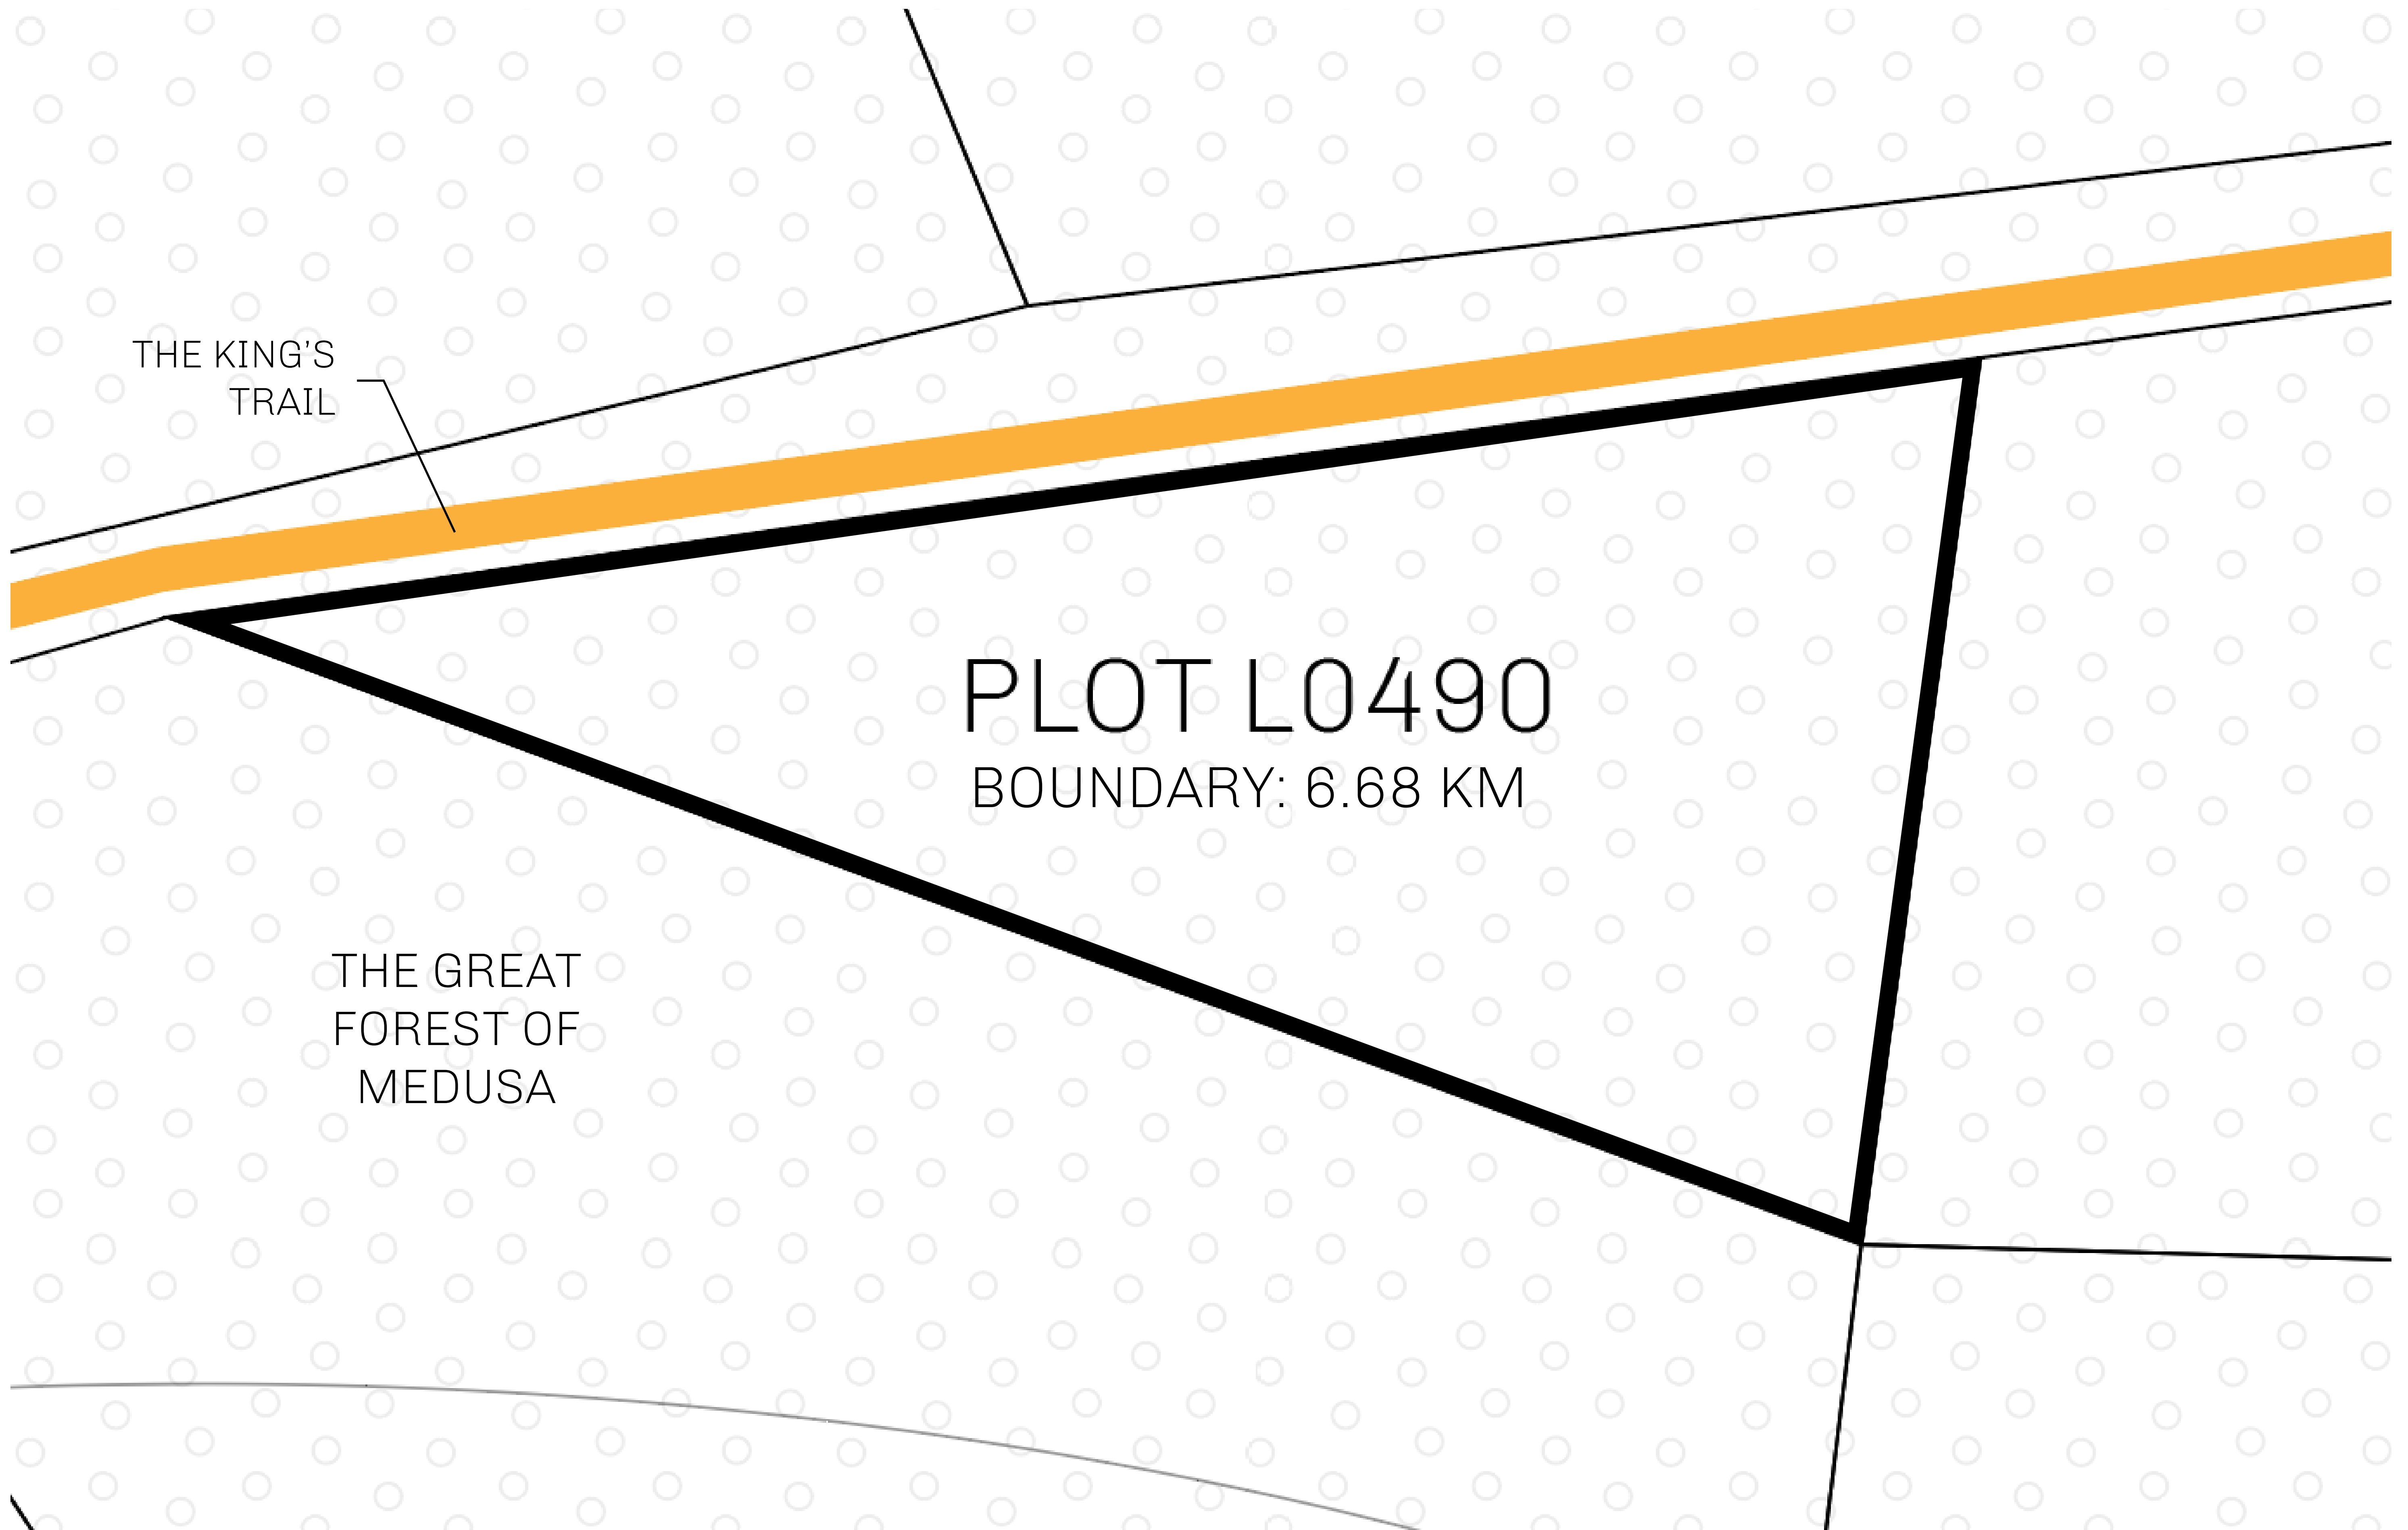 THE KING'S
TRAIL
PLOT L0490
BOUNDARY: 6.68 KM
THE GREAT
FOREST OF
MEDUSA